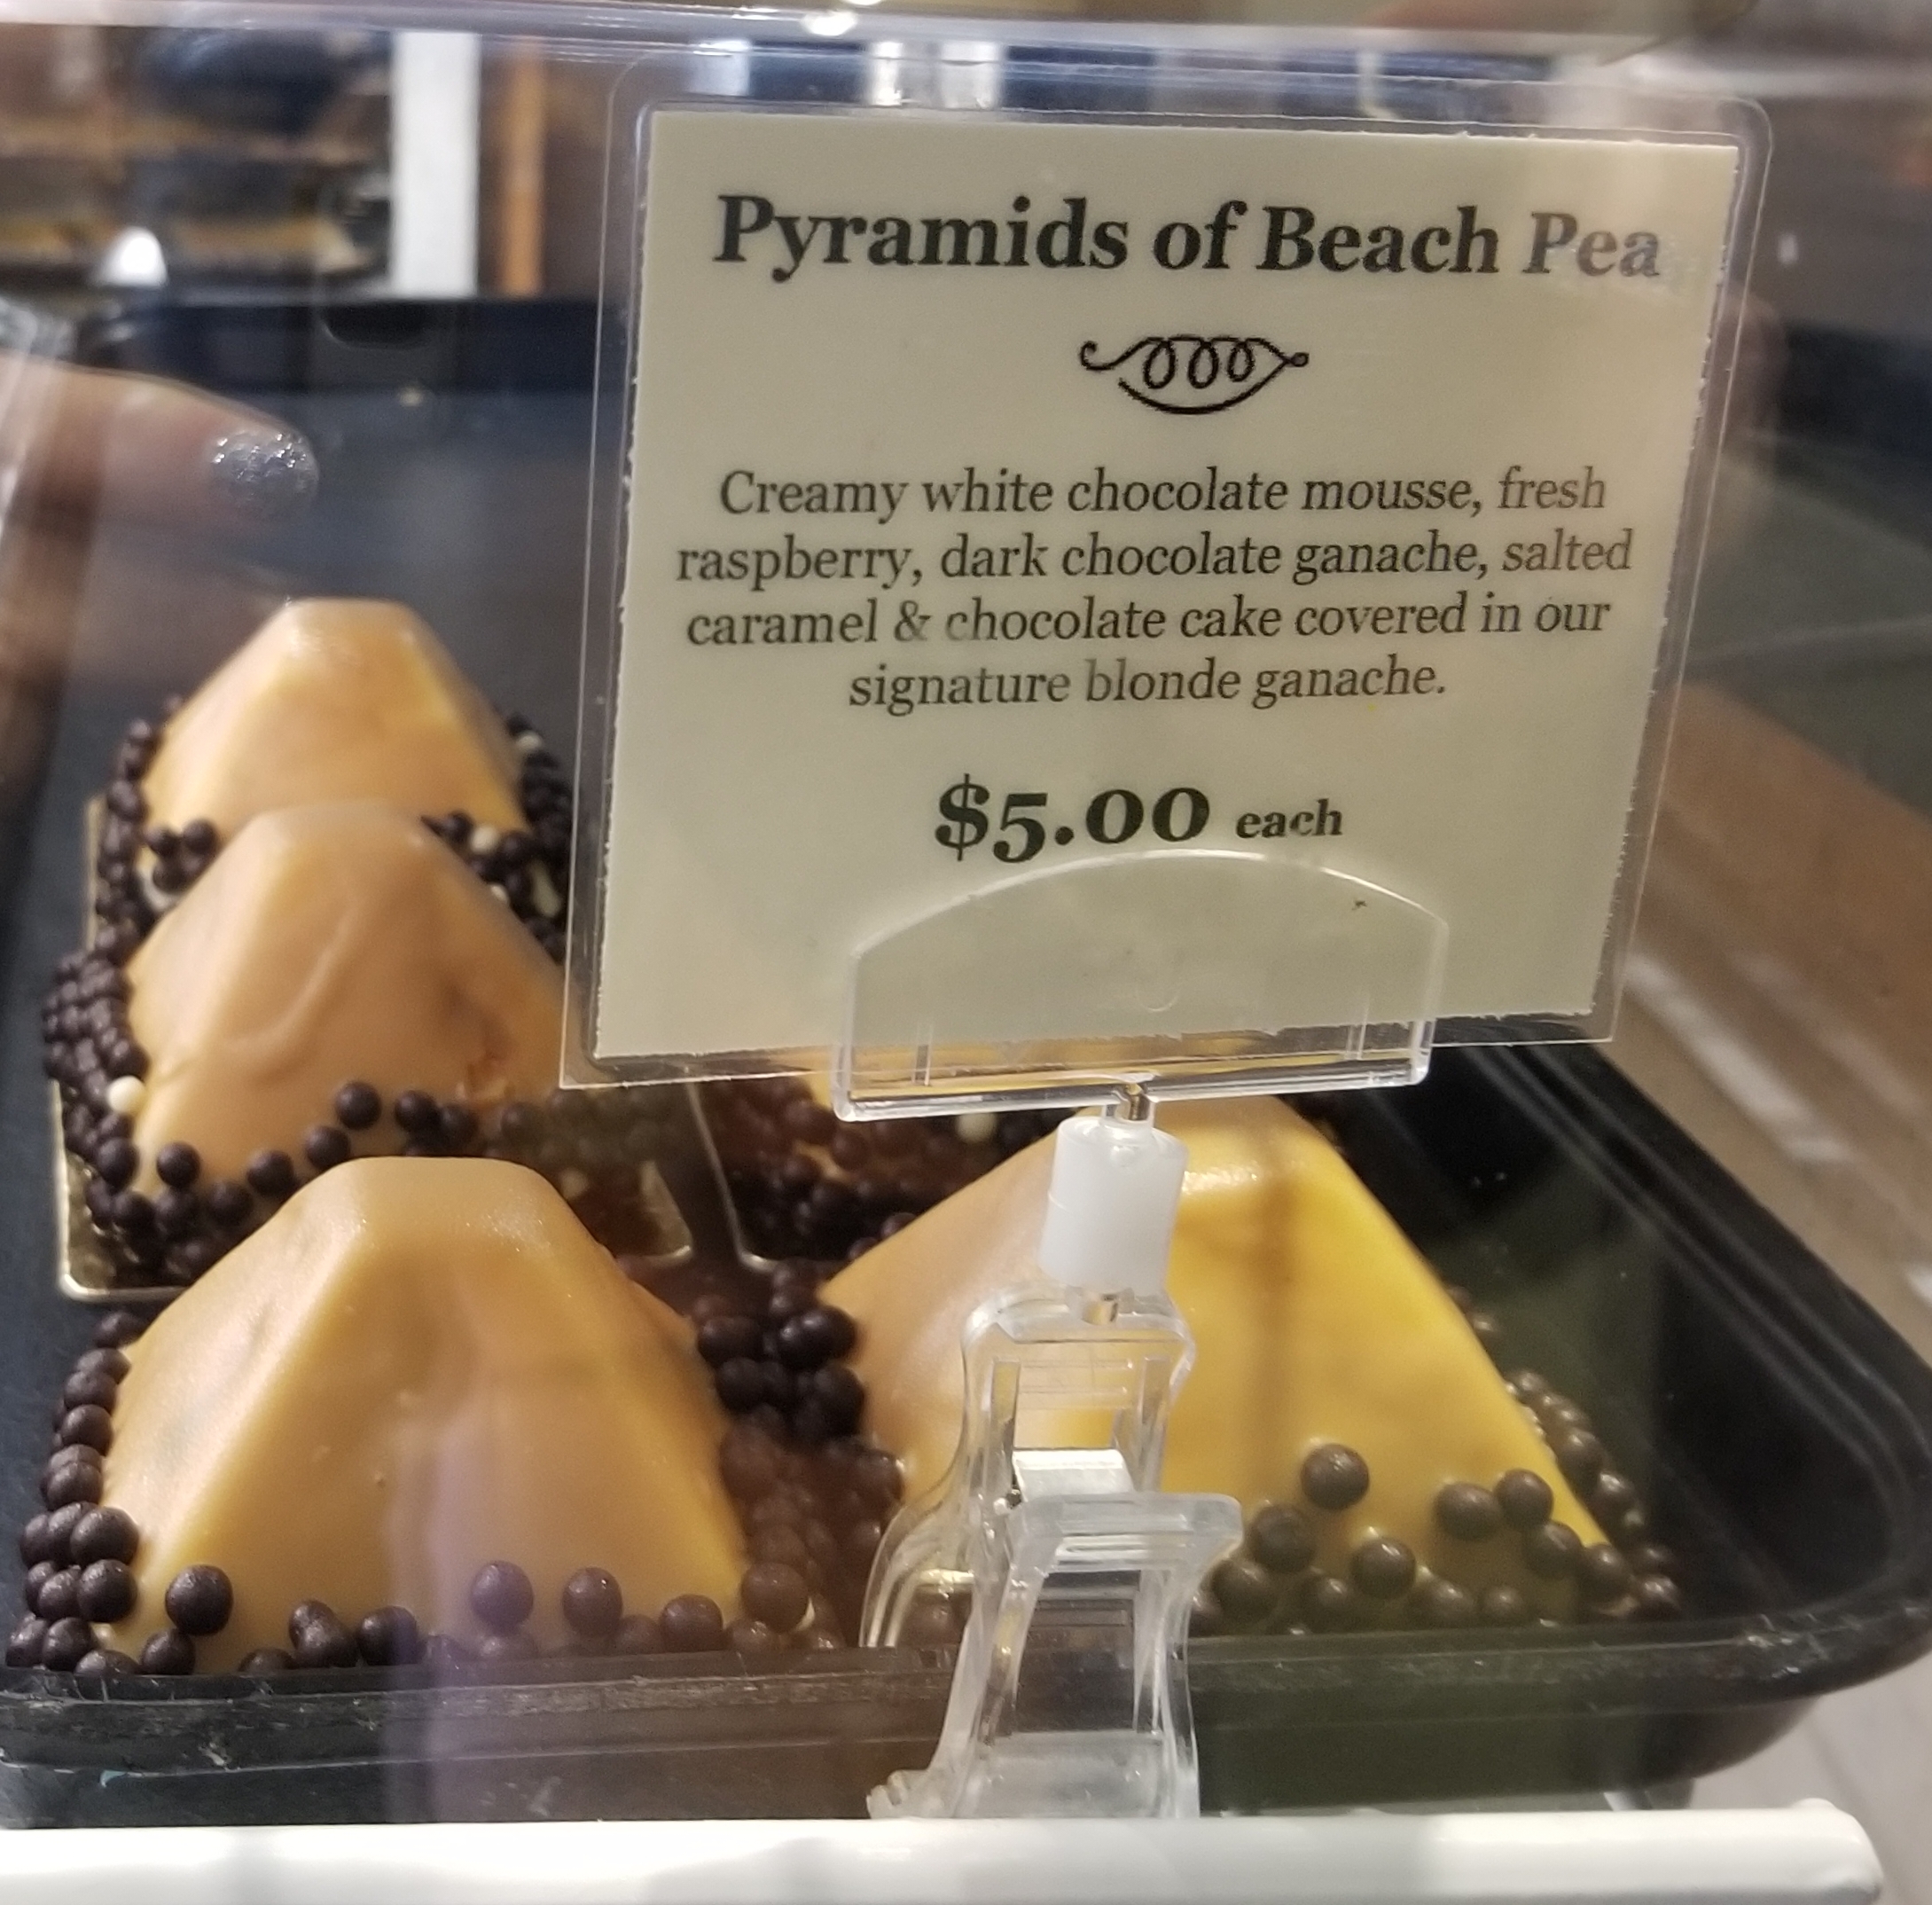 Pyramids of Beach Pea
Creamy white chocolate mousse, fresh
raspberry, dark chocolate ganache, salted
caramel & chocolate cake covered in our
signature blonde ganache.
$5.00 each